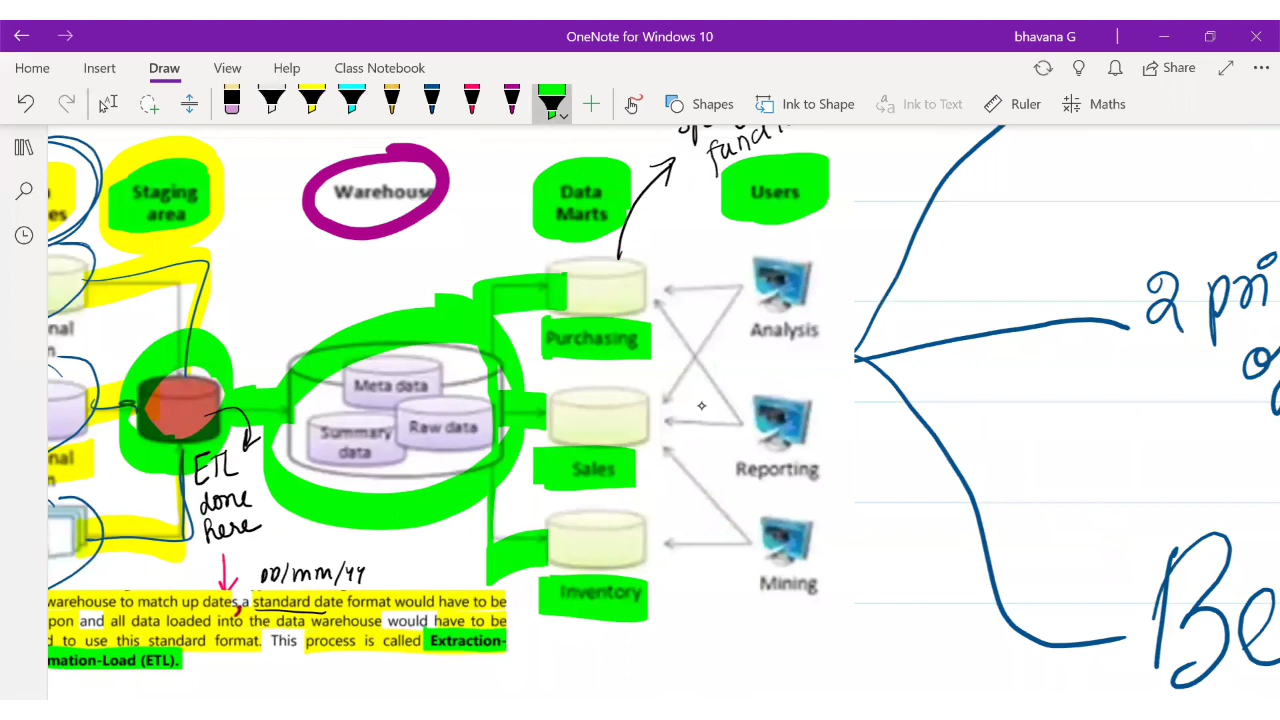 OneNote for Windows 10
bhavana G
Home Insert Draw View Help Class Notebook
Share
Shapes Ink to Shape Ink to Text Ruler Maths
Staging area
Warehouse
Data Marts
Users
Purchasing
Analysis
Meta data
Summary data
Raw data
Sales
Reporting
ETL
done
here
Inventory
Mining
DD/mm/YY
warehouse to match up dates, a standard date format would have to be
pon and all data loaded into the data warehouse would have to be
d to use this standard format. This process is called Extraction-
mation-Load (ETL).
2 pri
Be